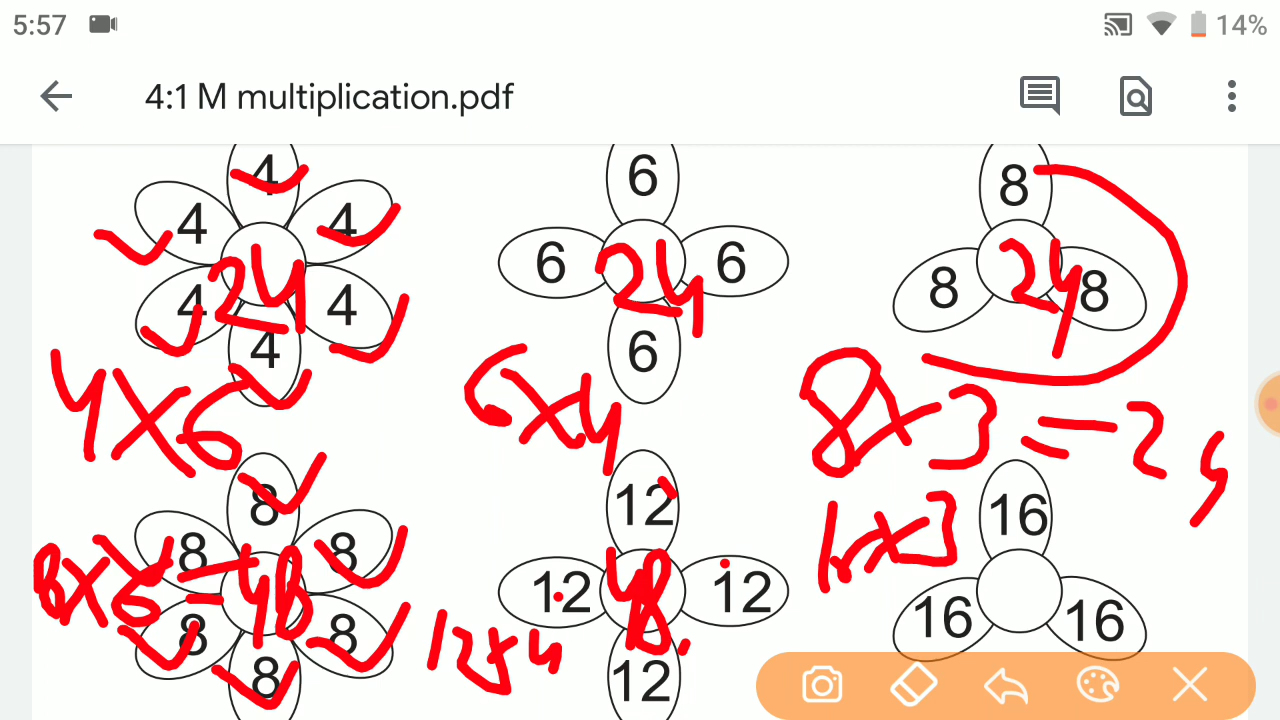 5:57 14%
4:1 M multiplication.pdf
4 6 8
4 4
4 4
4
24
6 6
6
24
8 8
24
4x6 6x4 8x3=24
8 12 16
8 8
8 8
8
8x6=48
12 12
12
48
12x4
16 16